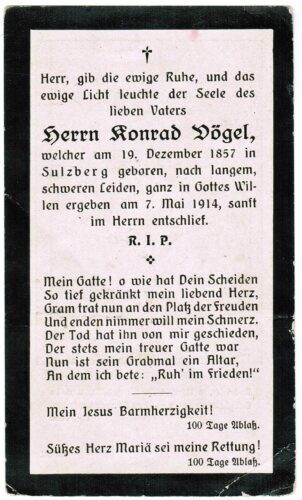 †
Herr, gib die ewige Ruhe, und das
ewige Licht leuchte der Seele des
lieben Vaters
Herrn Konrad Vögel,
welcher am 19. Dezember 1857 in
Sulzberg geboren, nach langem,
schweren Leiden, ganz in Gottes Wil-
len ergeben am 7. Mai 1914, sanft
im Herrn entschlief.
R. I. P.
Mein Gatte! o wie hat Dein Scheiden
So tief gekränkt mein liebend Herz,
Gram trat nun an den Platz der Freuden
Und enden nimmer will mein Schmerz.
Der Tod hat ihn von mir geschieden,
Der stets mein treuer Gatte war
Nun ist sein Grabmal ein Altar,
An dem ich bete: „Ruh' im Frieden!"
Mein Jesus Barmherzigkeit!
100 Tage Ablaß.
Süßes Herz Mariä sei meine Rettung!
100 Tage Ablaß.